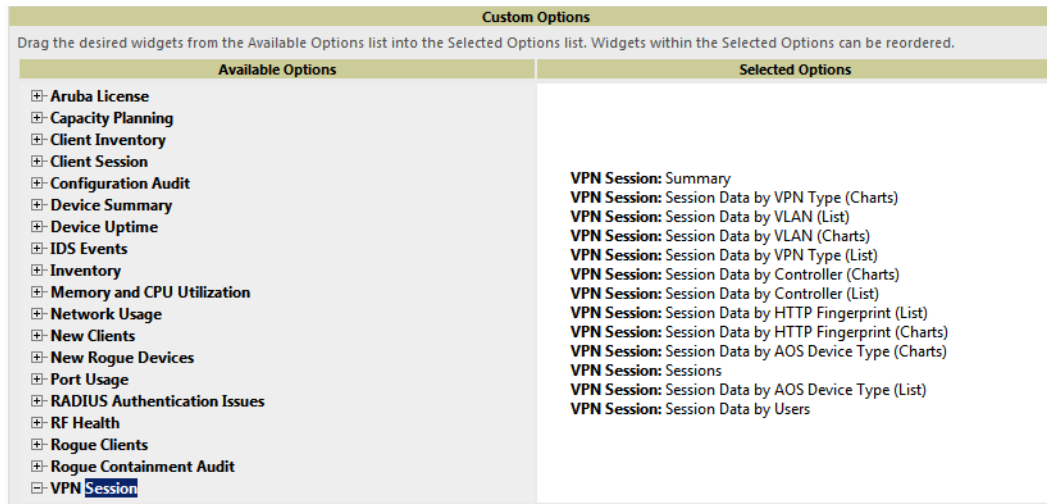 Custom Options
Drag the desired widgets from the Available Options list into the Selected Options list. Widgets within the Selected Options can be reordered.
Available Options
Aruba License
Capacity Planning
Client Inventory
Client Session
Configuration Audit
Device Summary
Device Uptime
IDS Events
Inventory
Memory and CPU Utilization
Network Usage
New Clients
New Rogue Devices
Port Usage
RADIUS Authentication Issues
RF Health
Rogue Clients
Rogue Containment Audit
VPN Session
Selected Options
VPN Session: Summary
VPN Session: Session Data by VPN Type (Charts)
VPN Session: Session Data by VLAN (List)
VPN Session: Session Data by VLAN (Charts)
VPN Session: Session Data by VPN Type (List)
VPN Session: Session Data by Controller (Charts)
VPN Session: Session Data by Controller (List)
VPN Session: Session Data by HTTP Fingerprint (List)
VPN Session: Session Data by HTTP Fingerprint (Charts)
VPN Session: Session Data by AOS Device Type (Charts)
VPN Session: Sessions
VPN Session: Session Data by AOS Device Type (List)
VPN Session: Session Data by Users